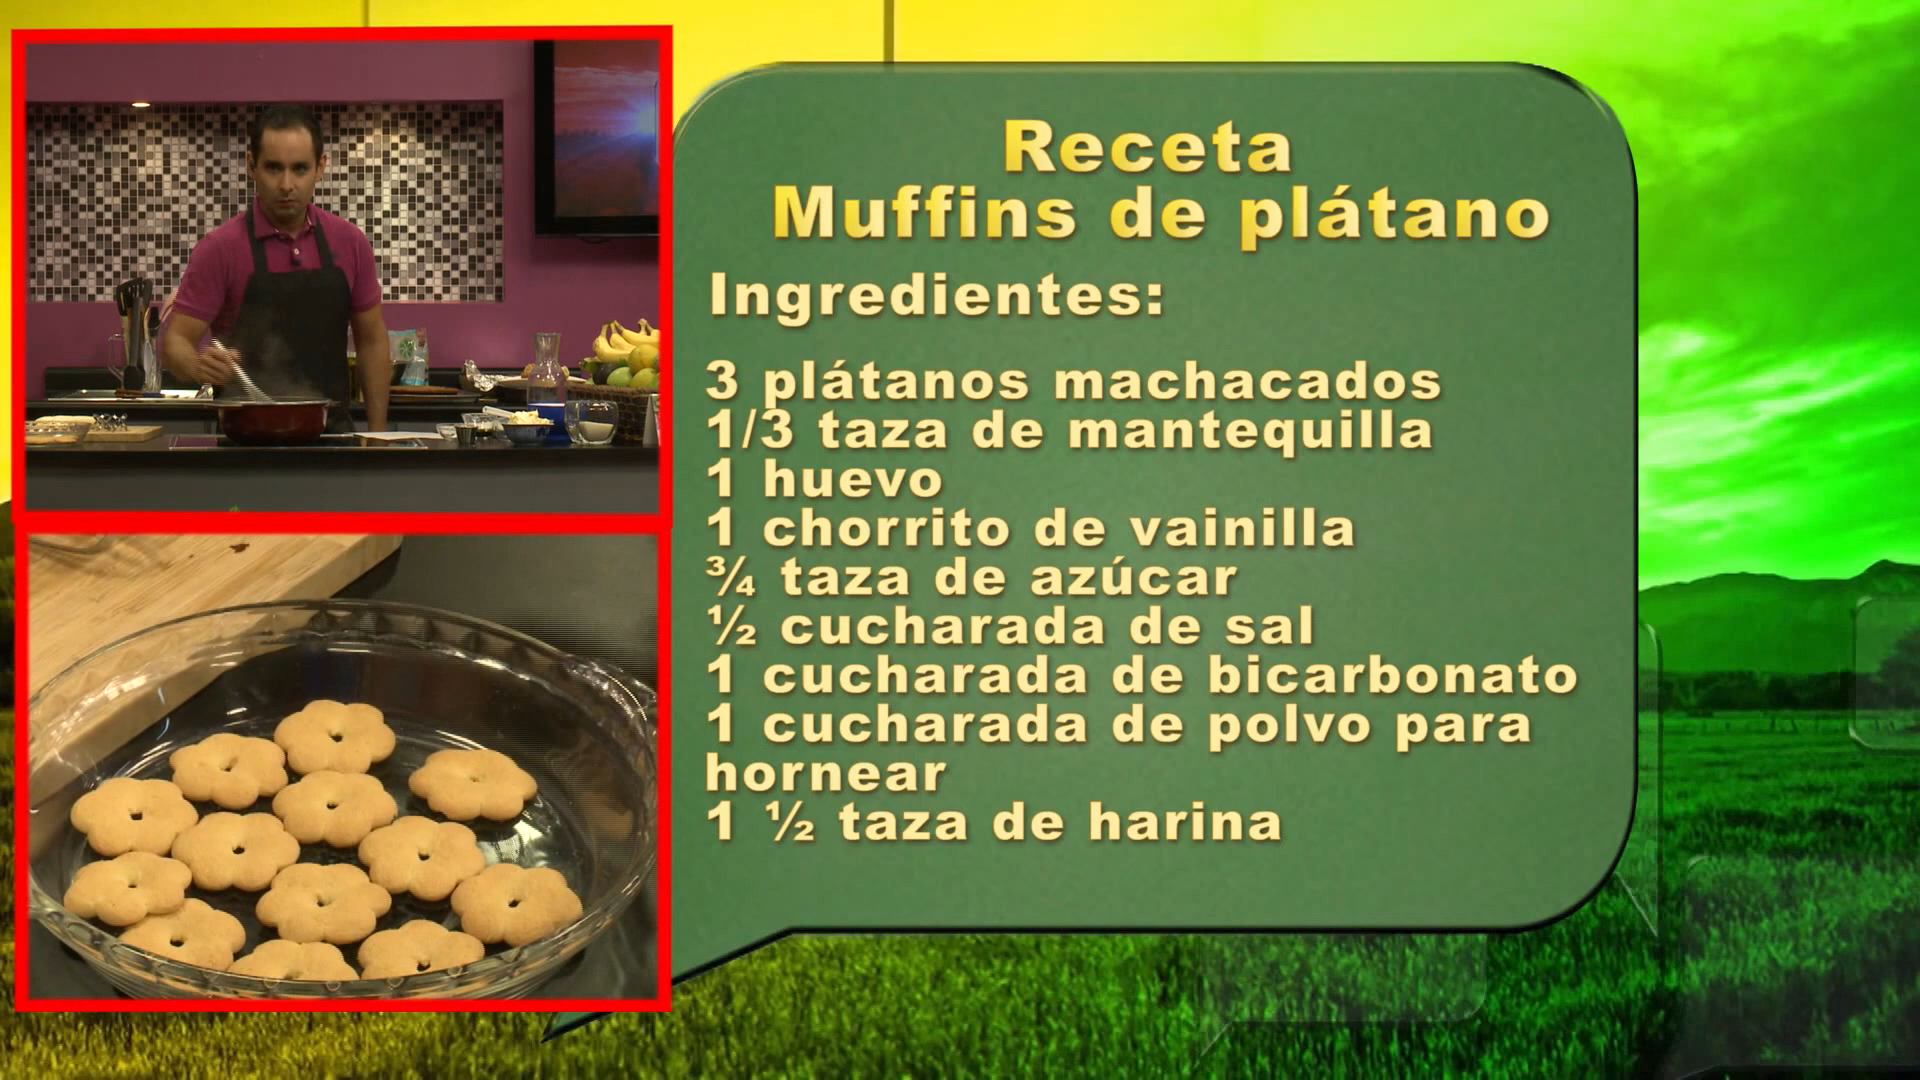 Receta
Muffins de plátano
Ingredientes:
3 plátanos machacados
1/3 taza de mantequilla
1 huevo
1 chorrito de vainilla
¾ taza de azúcar
½ cucharada de sal
1 cucharada de bicarbonato
1 cucharada de polvo para
hornear
1 ½ taza de harina